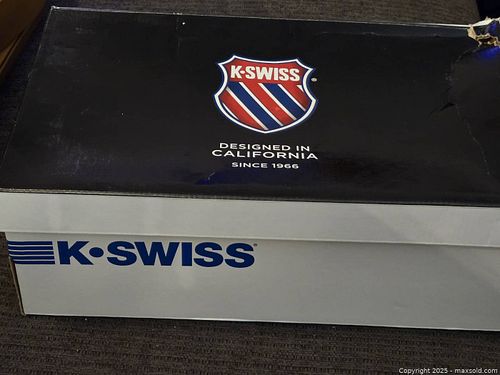 K•SWISS
DESIGNED IN
CALIFORNIA
SINCE 1966
K•SWISS
Copyright 2025 - maxsold.com